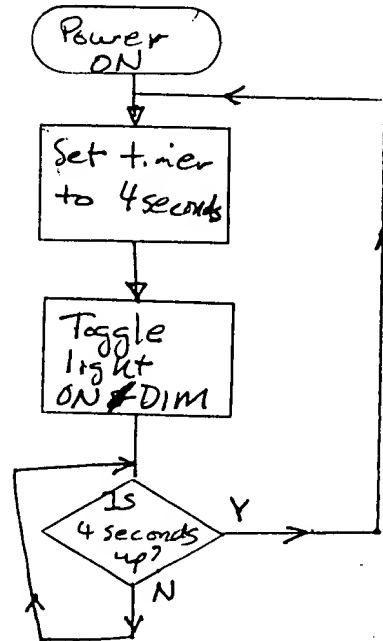 Power
ON
Set timer
to 4 seconds
Toggle
light
ON & DIM
Is
4 seconds
up?
Y
N